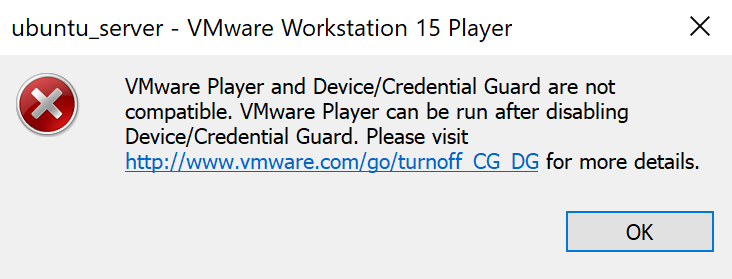 ubuntu_server - VMware Workstation 15 Player
VMware Player and Device/Credential Guard are not
compatible. VMware Player can be run after disabling
Device/Credential Guard. Please visit
http://www.vmware.com/go/turnoff_CG_DG for more details.
OK